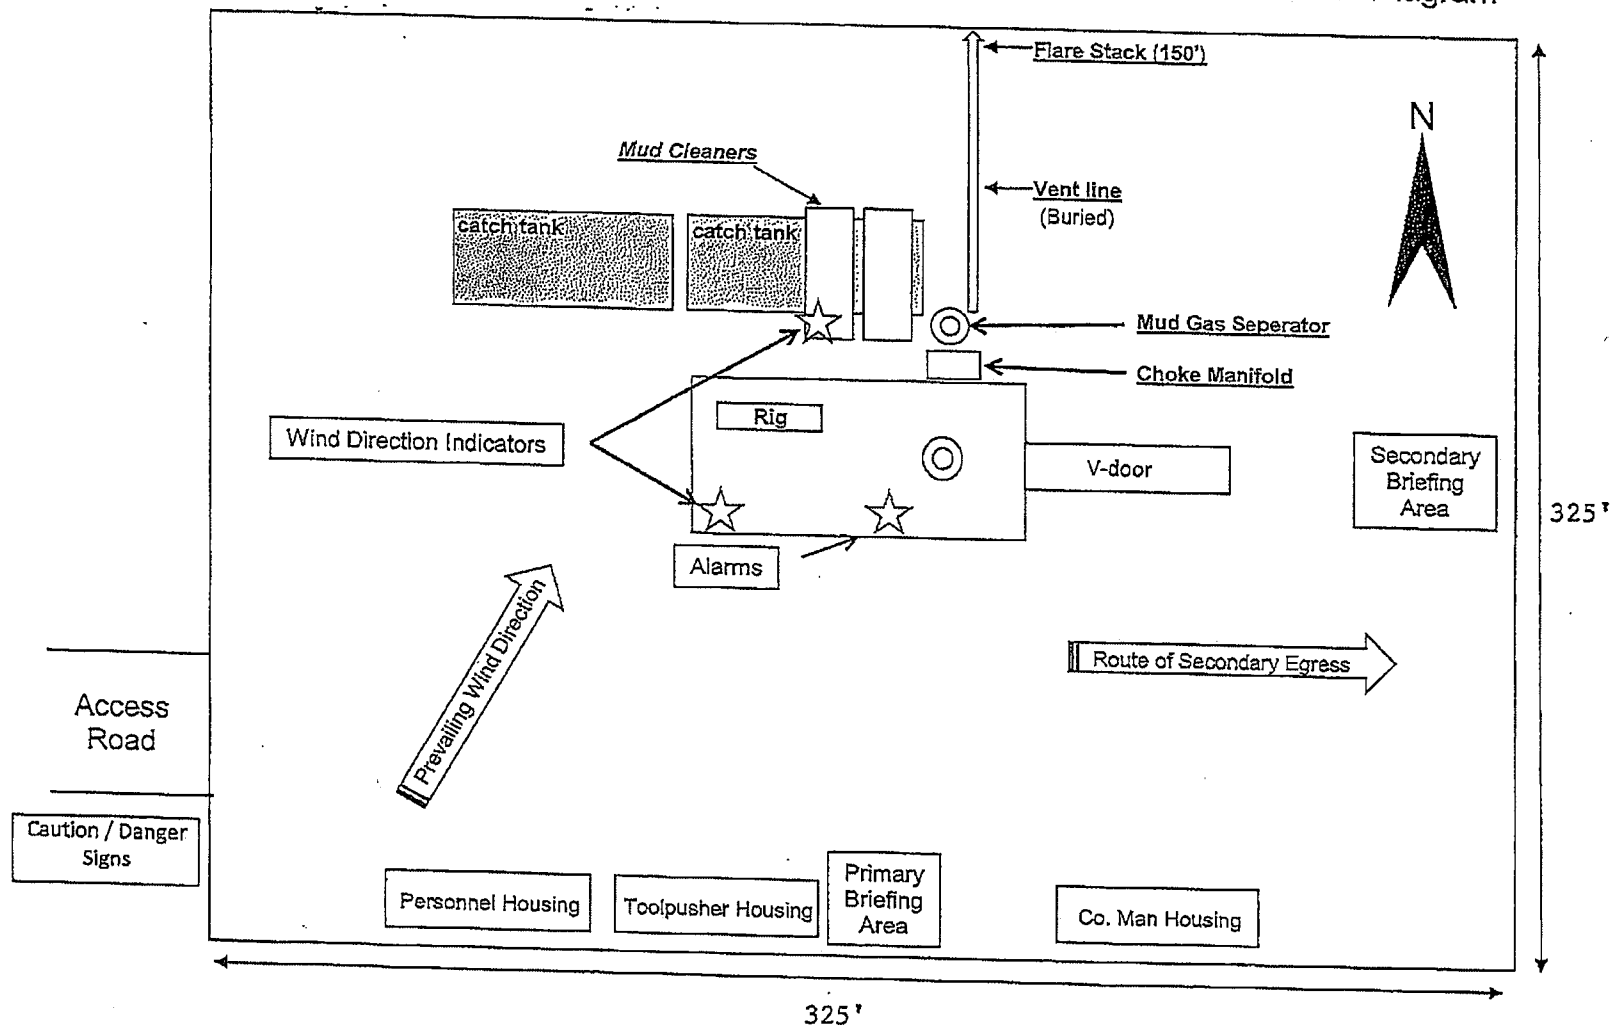 Flare Stack (150')
N
Mud Cleaners
Vent line
(Buried)
catch tank
catch tank
Mud Gas Seperator
Choke Manifold
Rig
Wind Direction Indicators
V-door
Secondary
Briefing
Area
325'
Alarms
Prevailing Wind Direction
Route of Secondary Egress
Access
Road
Caution / Danger
Signs
Personnel Housing
Toolpusher Housing
Primary
Briefing
Area
Co. Man Housing
325'